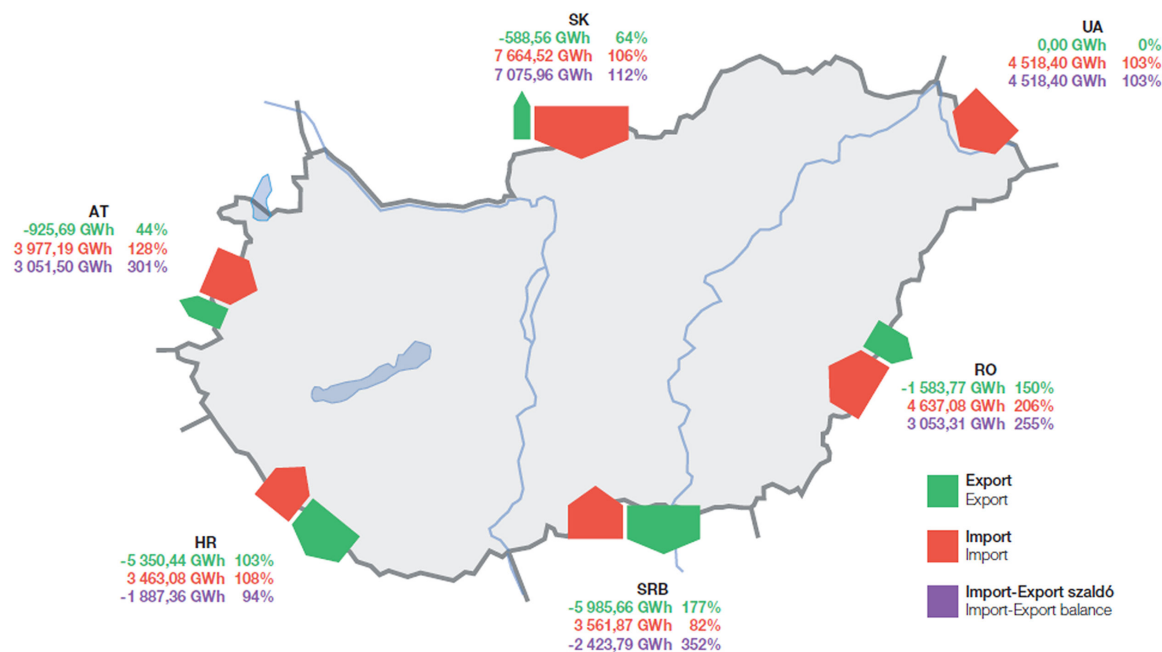 SK
-588,56 GWh 64%
7 664,52 GWh 106%
7 075,96 GWh 112%
UA
0,00 GWh 0%
4 518,40 GWh 103%
4 518,40 GWh 103%
AT
-925,69 GWh 44%
3 977,19 GWh 128%
3 051,50 GWh 301%
RO
-1 583,77 GWh 150%
4 637,08 GWh 206%
3 053,31 GWh 255%
HR
-5 350,44 GWh 103%
3 463,08 GWh 108%
-1 887,36 GWh 94%
SRB
-5 985,66 GWh 177%
3 561,87 GWh 82%
-2 423,79 GWh 352%
Export
Export
Import
Import
Import-Export szaldó
Import-Export balance